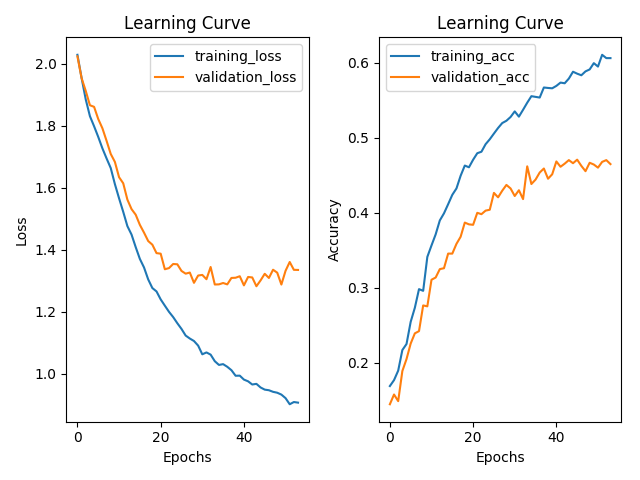 Learning Curve
training_loss
validation_loss
2.0
1.8
1.6
1.4
1.2
1.0
Loss
0
20
40
Epochs
Learning Curve
training_acc
validation_acc
0.6
0.5
0.4
0.3
0.2
Accuracy
0
20
40
Epochs